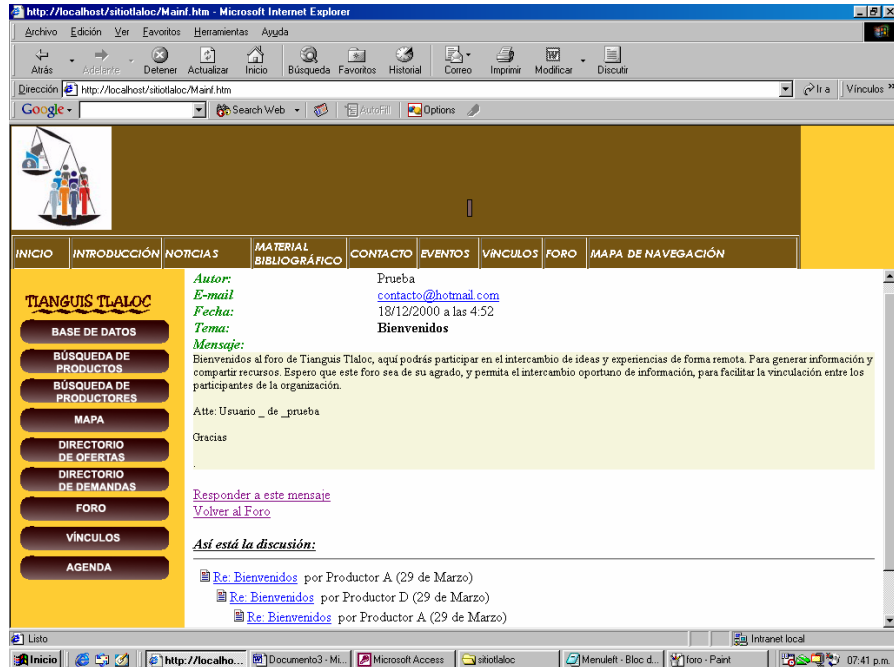 http://localhost/sitiotlaloc/Mainf.htm - Microsoft Internet Explorer
Archivo Edición Ver Favoritos Herramientas Ayuda
Atrás Adelante Detener Actualizar Inicio Búsqueda Favoritos Historial Correo Imprimir Modificar Discutir
Dirección http://localhost/sitiotlaloc/Mainf.htm Ir a Vínculos »
Google Search Web AutoFill Options
INICIO INTRODUCCIÓN NOTICIAS MATERIAL BIBLIOGRÁFICO CONTACTO EVENTOS VíNCULOS FORO MAPA DE NAVEGACIÓN
TIANGUIS TLALOC
BASE DE DATOS
BÚSQUEDA DE
PRODUCTOS
BÚSQUEDA DE
PRODUCTORES
MAPA
DIRECTORIO
DE OFERTAS
DIRECTORIO
DE DEMANDAS
FORO
VÍNCULOS
AGENDA
Autor: Prueba
E-mail contacto@hotmail.com
Fecha: 18/12/2000 a las 4:52
Tema: Bienvenidos
Mensaje:
Bienvenidos al foro de Tianguis Tlaloc, aquí podrás participar en el intercambio de ideas y experiencias de forma remota. Para generar información y
compartir recursos. Espero que este foro sea de su agrado, y permita el intercambio oportuno de información, para facilitar la vinculación entre los
participantes de la organización.
Atte: Usuario _ de _prueba
Gracias
.
Responder a este mensaje
Volver al Foro
Así está la discusión:
Re: Bienvenidos por Productor A (29 de Marzo)
Re: Bienvenidos por Productor D (29 de Marzo)
Re: Bienvenidos por Productor A (29 de Marzo)
Listo Intranet local
Inicio http://localho... Documento3 - Mi... Microsoft Access sitiotlaloc Menuleft - Bloc d... foro - Paint 07:41 p.m.